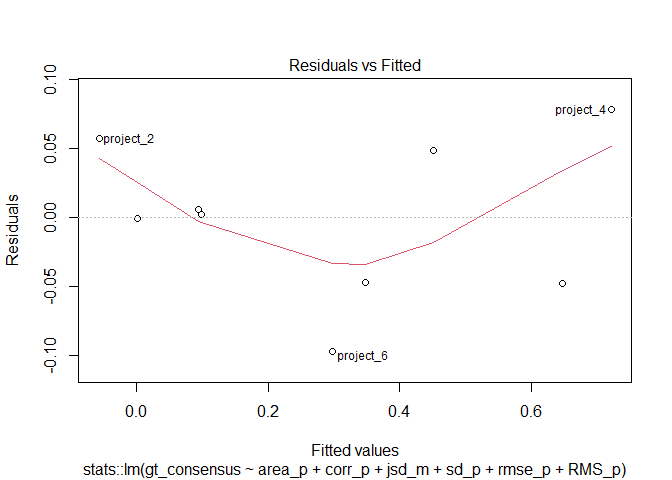 Residuals vs Fitted
Residuals
0.10
0.05
0.00
-0.05
-0.10
project_2
project_4
project_6
0.0
0.2
0.4
0.6
Fitted values
stats::lm(gt_consensus ~ area_p + corr_p + jsd_m + sd_p + rmse_p + RMS_p)